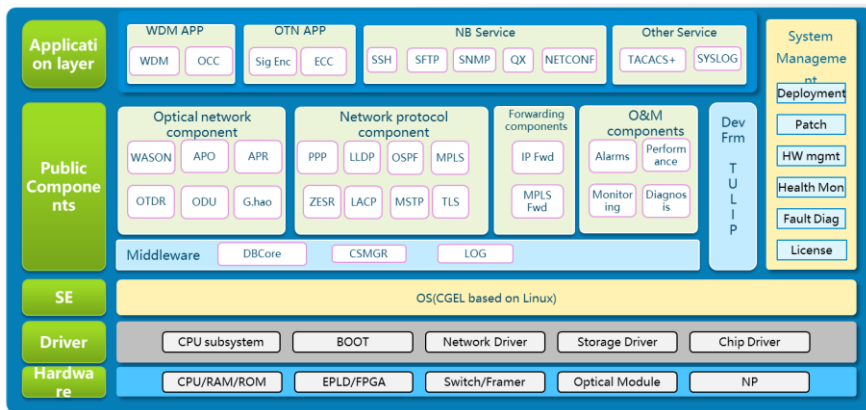 Applicati
on layer
WDM APP
WDM
OCC
OTN APP
Sig Enc
ECC
NB Service
SSH
SFTP
SNMP
QX
NETCONF
Other Service
TACACS+
SYSLOG
System
Manageme
nt
Deployment
Patch
HW mgmt
Health Mon
Fault Diag
License
Public
Compone
nts
Optical network
component
WASON
APO
APR
OTDR
ODU
G.hao
Network protocol
component
PPP
LLDP
OSPF
MPLS
ZESR
LACP
MSTP
TLS
Forwarding
components
IP Fwd
MPLS
Fwd
O&M
components
Alarms
Perform
ance
Monitor
ing
Diagnos
is
Dev
Frm
T
U
L
I
P
Middleware
DBCore
CSMGR
LOG
SE
OS(CGEL based on Linux)
Driver
CPU subsystem
BOOT
Network Driver
Storage Driver
Chip Driver
Hardwa
re
CPU/RAM/ROM
EPLD/FPGA
Switch/Framer
Optical Module
NP